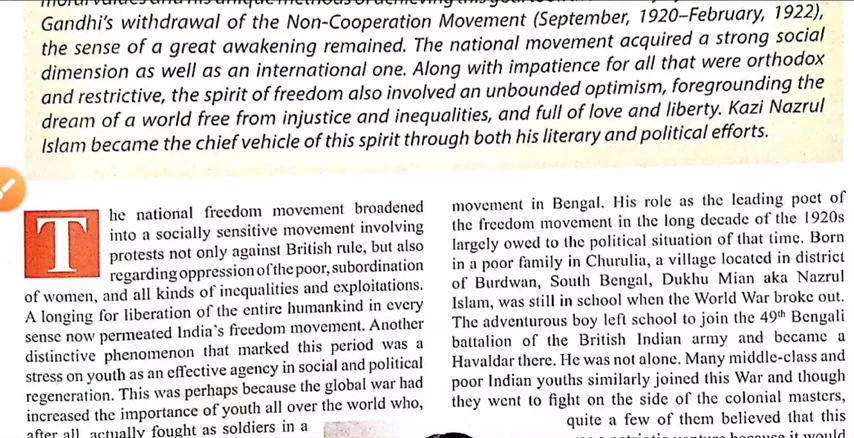 Gandhi's withdrawal of the Non-Cooperation Movement (September, 1920–February, 1922),
the sense of a great awakening remained. The national movement acquired a strong social
dimension as well as an international one. Along with impatience for all that were orthodox
and restrictive, the spirit of freedom also involved an unbounded optimism, foregrounding the
dream of a world free from injustice and inequalities, and full of love and liberty. Kazi Nazrul
Islam became the chief vehicle of this spirit through both his literary and political efforts.
The national freedom movement broadened
into a socially sensitive movement involving
protests not only against British rule, but also
regarding oppression of the poor, subordination
of women, and all kinds of inequalities and exploitations.
A longing for liberation of the entire humankind in every
sense now permeated India's freedom movement. Another
distinctive phenomenon that marked this period was a
stress on youth as an effective agency in social and political
regeneration. This was perhaps because the global war had
increased the importance of youth all over the world who,
after all, actually fought as soldiers in a
movement in Bengal. His role as the leading poet of
the freedom movement in the long decade of the 1920s
largely owed to the political situation of that time. Born
in a poor family in Churulia, a village located in district
of Burdwan, South Bengal, Dukhu Mian aka Nazrul
Islam, was still in school when the World War broke out.
The adventurous boy left school to join the 49th Bengali
battalion of the British Indian army and became a
Havaldar there. He was not alone. Many middle-class and
poor Indian youths similarly joined this War and though
they went to fight on the side of the colonial masters,
quite a few of them believed that this